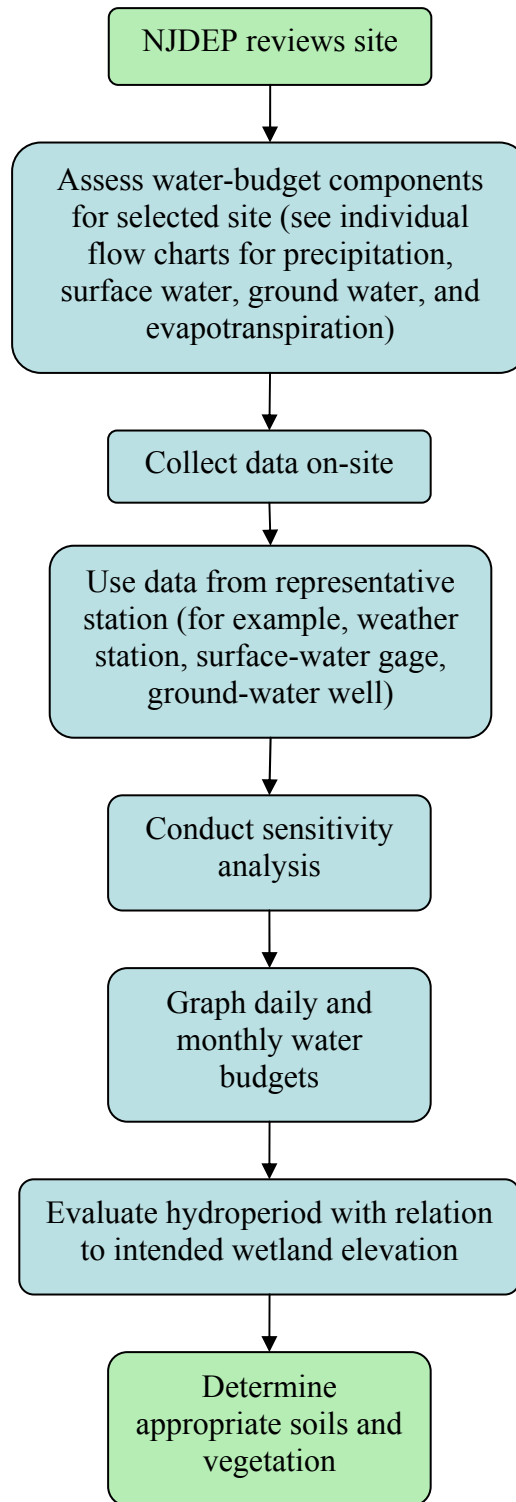 NJDEP reviews site
Assess water-budget components
for selected site (see individual
flow charts for precipitation,
surface water, ground water, and
evapotranspiration)
Collect data on-site
Use data from representative
station (for example, weather
station, surface-water gage,
ground-water well)
Conduct sensitivity
analysis
Graph daily and
monthly water
budgets
Evaluate hydroperiod with relation
to intended wetland elevation
Determine
appropriate soils and
vegetation